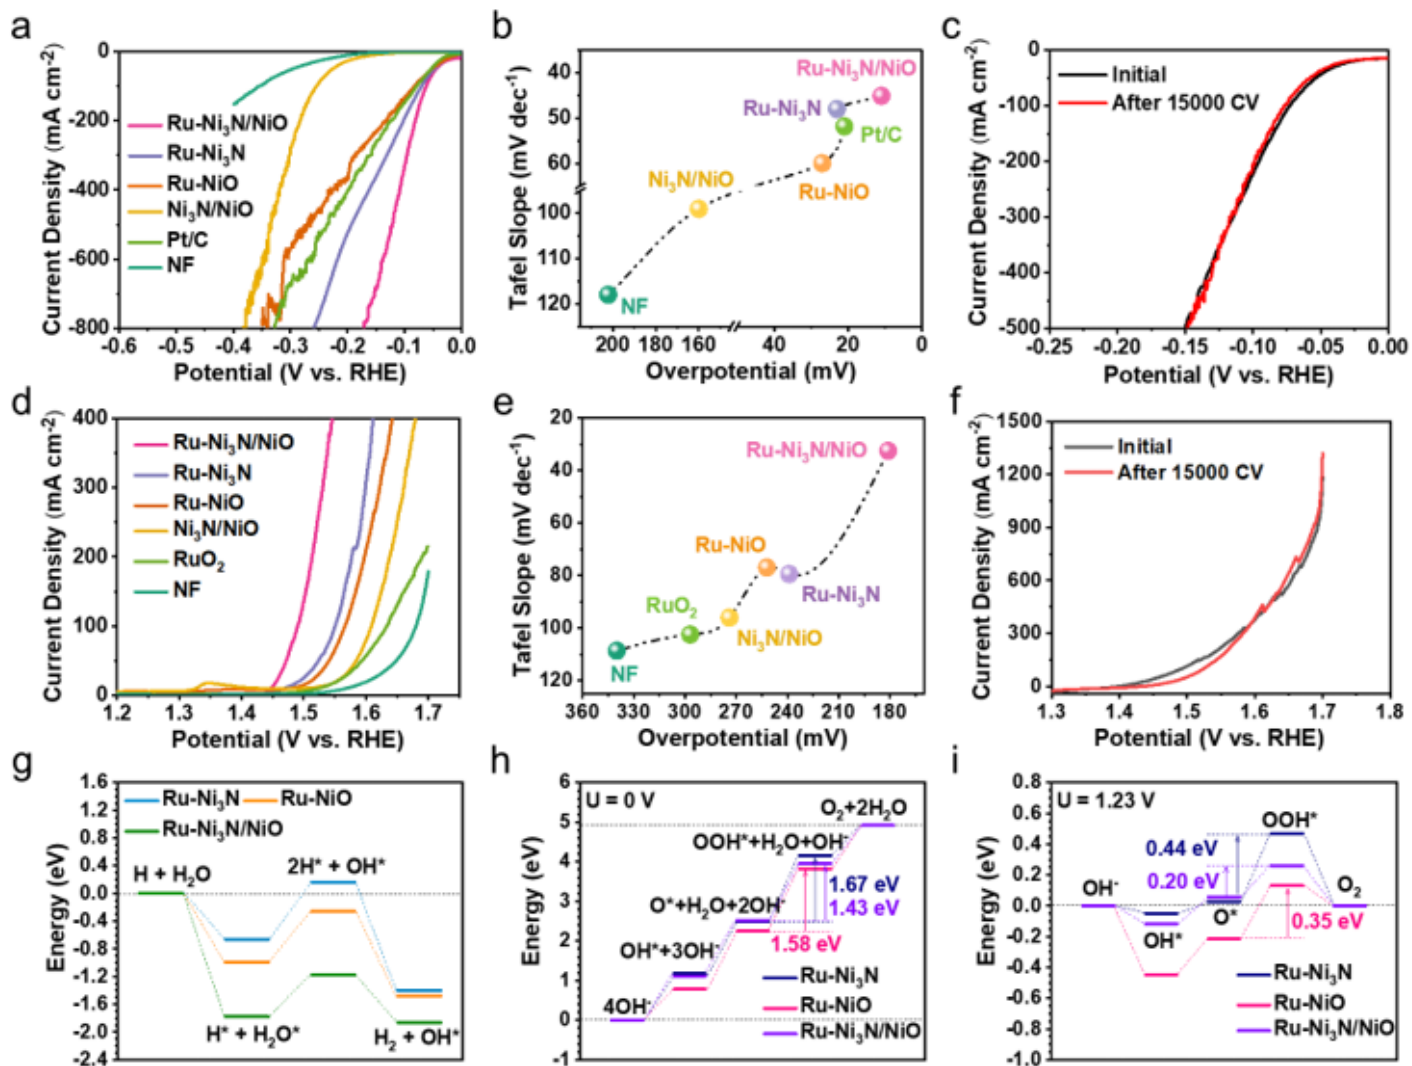 a
Current Density (mA cm⁻²)
0
-200
-400
-600
-800
Ru-Ni₃N/NiO
Ru-Ni₃N
Ru-NiO
Ni₃N/NiO
Pt/C
NF
-0.6 -0.5 -0.4 -0.3 -0.2 -0.1 0.0
Potential (V vs. RHE)
b
Tafel Slope (mV dec⁻¹)
40
50
60
100
110
120
Ru-Ni₃N/NiO
Ru-Ni₃N
Pt/C
Ni₃N/NiO
Ru-NiO
NF
200 180 160 40 20 0
Overpotential (mV)
c
Current Density (mA cm⁻²)
0
-100
-200
-300
-400
-500
Initial
After 15000 CV
-0.25 -0.20 -0.15 -0.10 -0.05 0.00
Potential (V vs. RHE)
d
Current Density (mA cm⁻²)
400
300
200
100
0
Ru-Ni₃N/NiO
Ru-Ni₃N
Ru-NiO
Ni₃N/NiO
RuO₂
NF
1.2 1.3 1.4 1.5 1.6 1.7
Potential (V vs. RHE)
e
Tafel Slope (mV dec⁻¹)
20
40
60
80
100
120
Ru-Ni₃N/NiO
Ru-NiO
Ru-Ni₃N
RuO₂
Ni₃N/NiO
NF
360 330 300 270 240 210 180
Overpotential (mV)
f
Current Density (mA cm⁻²)
1500
1200
900
600
300
0
Initial
After 15000 CV
1.3 1.4 1.5 1.6 1.7 1.8
Potential (V vs. RHE)
g
Energy (eV)
1.6
1.2
0.8
0.4
0.0
-0.4
-0.8
-1.2
-1.6
-2.0
-2.4
Ru-Ni₃N Ru-NiO
Ru-Ni₃N/NiO
H + H₂O
2H* + OH*
H* + H₂O*
H₂ + OH*
h
Energy (eV)
6
5
4
3
2
1
0
-1
U = 0 V
O₂+2H₂O
OOH*+H₂O+OH⁻
1.67 eV
1.43 eV
O*+H₂O+2OH⁻
1.58 eV
OH*+3OH⁻
4OH⁻
Ru-Ni₃N
Ru-NiO
Ru-Ni₃N/NiO
i
Energy (eV)
0.8
0.6
0.4
0.2
0.0
-0.2
-0.4
-0.6
-0.8
-1.0
U = 1.23 V
OOH*
0.44
0.20
OH⁻
O₂
O*
OH*
0.35
Ru-Ni₃N
Ru-NiO
Ru-Ni₃N/NiO